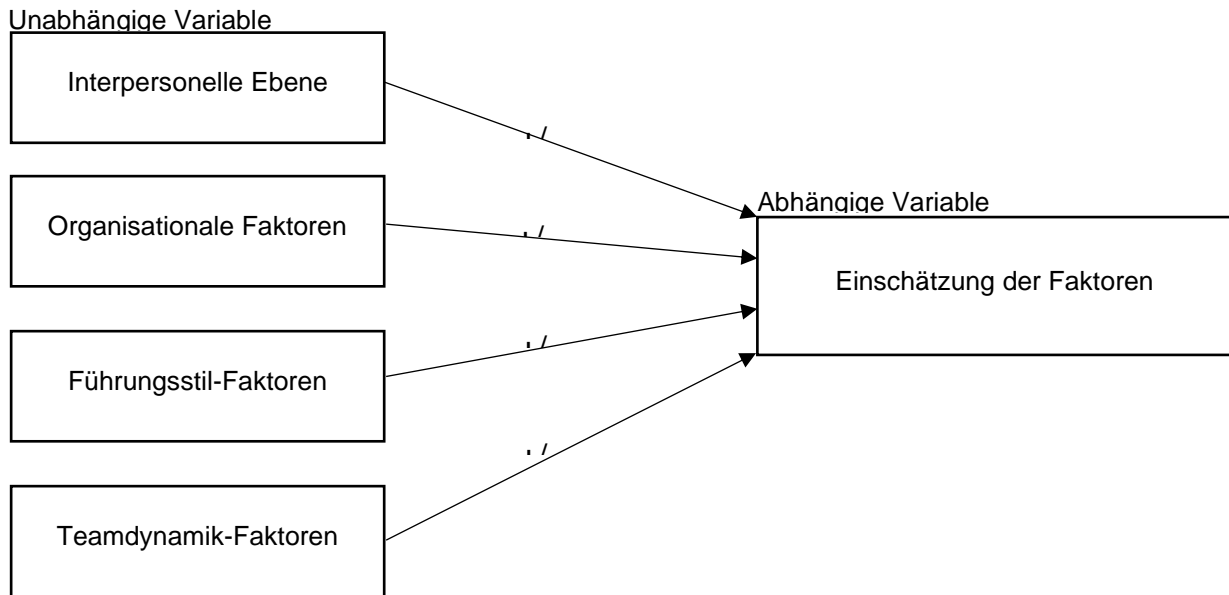 Unabhängige Variable
Interpersonelle Ebene
Organisationale Faktoren
Abhängige Variable
Einschätzung der Faktoren
Führungsstil-Faktoren
Teamdynamik-Faktoren